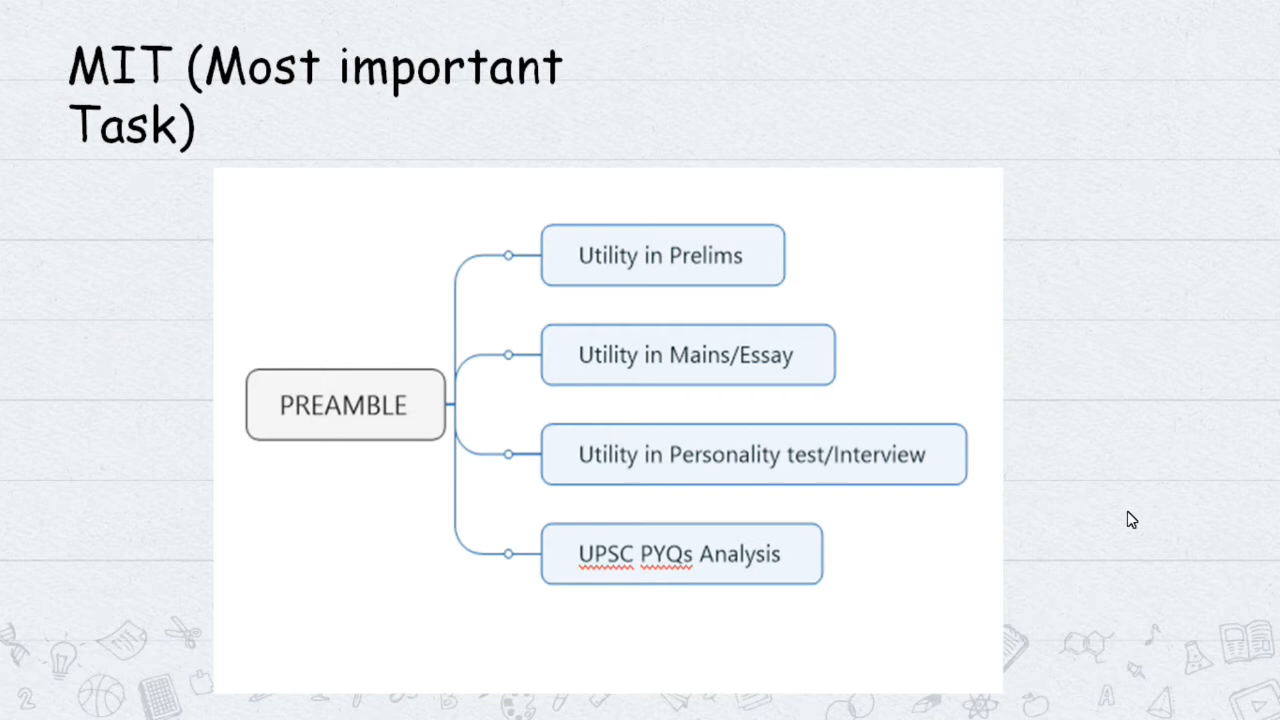 MIT (Most important
Task)
Utility in Prelims
Utility in Mains/Essay
PREAMBLE
Utility in Personality test/Interview
UPSC PYQs Analysis